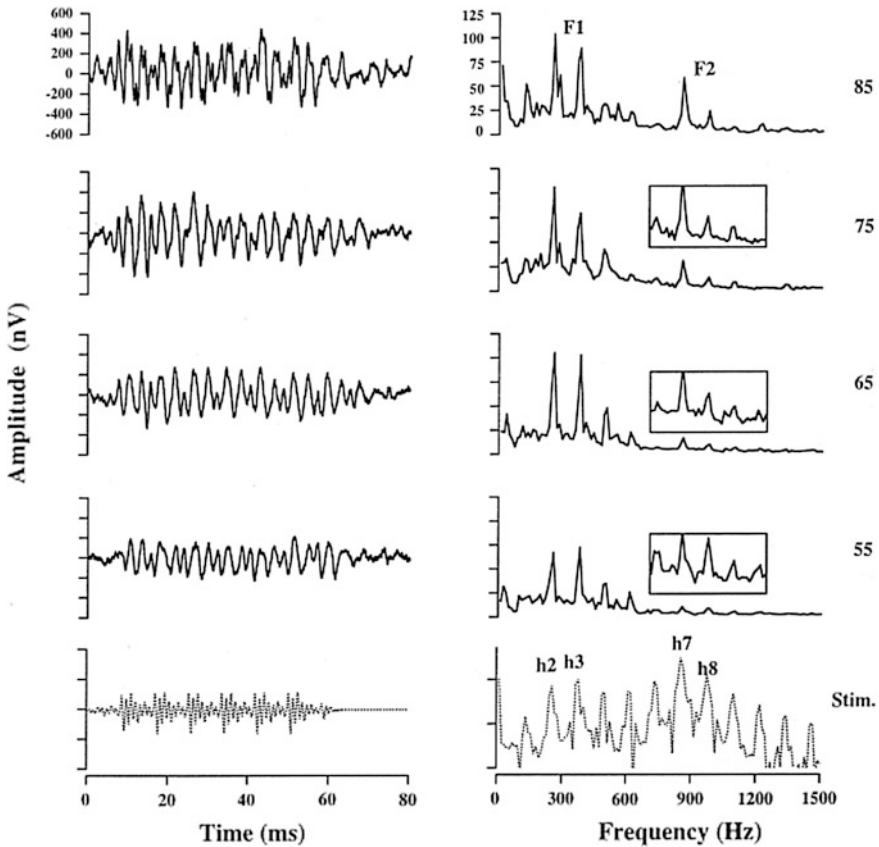 600
400
200
0
-200
-400
-600
125
100
75
50
25
0
F1
F2
85
75
65
55
Amplitude (nV)
h2 h3
h7
h8
Stim.
0 20 40 60 80
Time (ms)
0 300 600 900 1200 1500
Frequency (Hz)